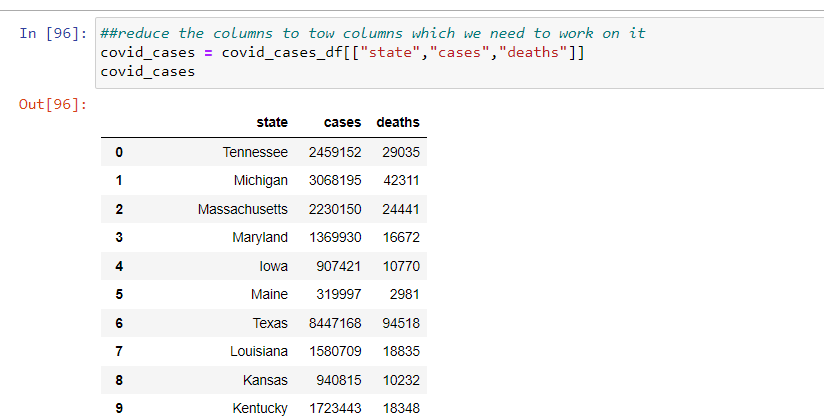 In [96]: ##reduce the columns to tow columns which we need to work on it
covid_cases = covid_cases_df[["state","cases","deaths"]]
covid_cases
Out[96]:
state cases deaths
0 Tennessee 2459152 29035
1 Michigan 3068195 42311
2 Massachusetts 2230150 24441
3 Maryland 1369930 16672
4 Iowa 907421 10770
5 Maine 319997 2981
6 Texas 8447168 94518
7 Louisiana 1580709 18835
8 Kansas 940815 10232
9 Kentucky 1723443 18348